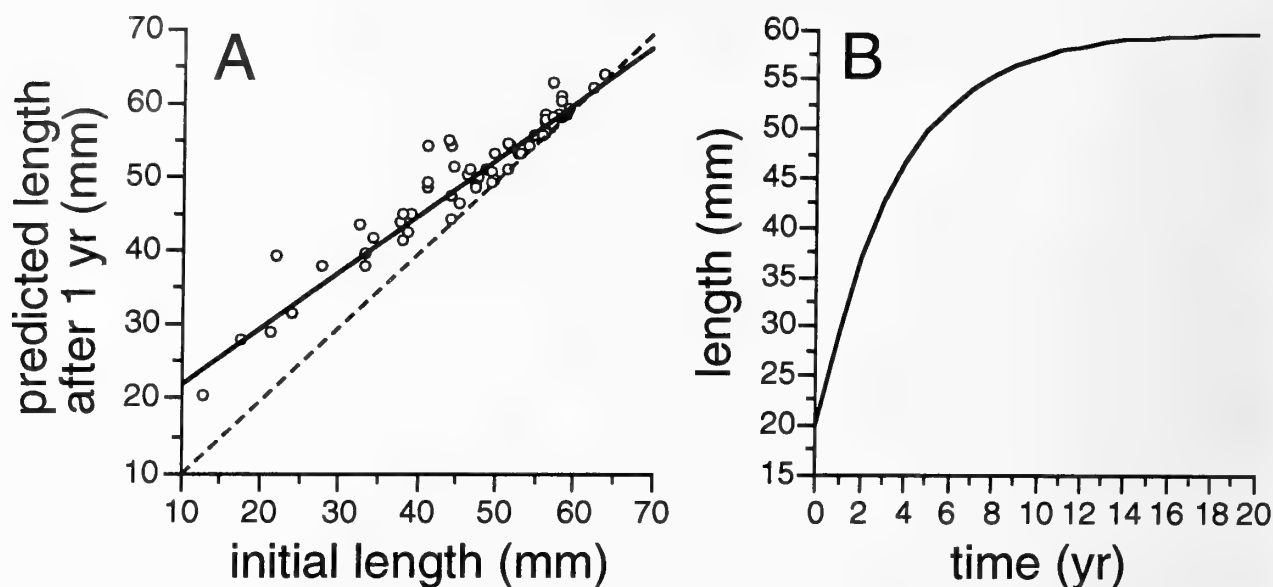 A
predicted length
after 1 yr (mm)
70
60
50
40
30
20
10
10 20 30 40 50 60 70
initial length (mm)
B
length (mm)
60
55
50
45
40
35
30
25
20
15
0 2 4 6 8 10 12 14 16 18 20
time (yr)